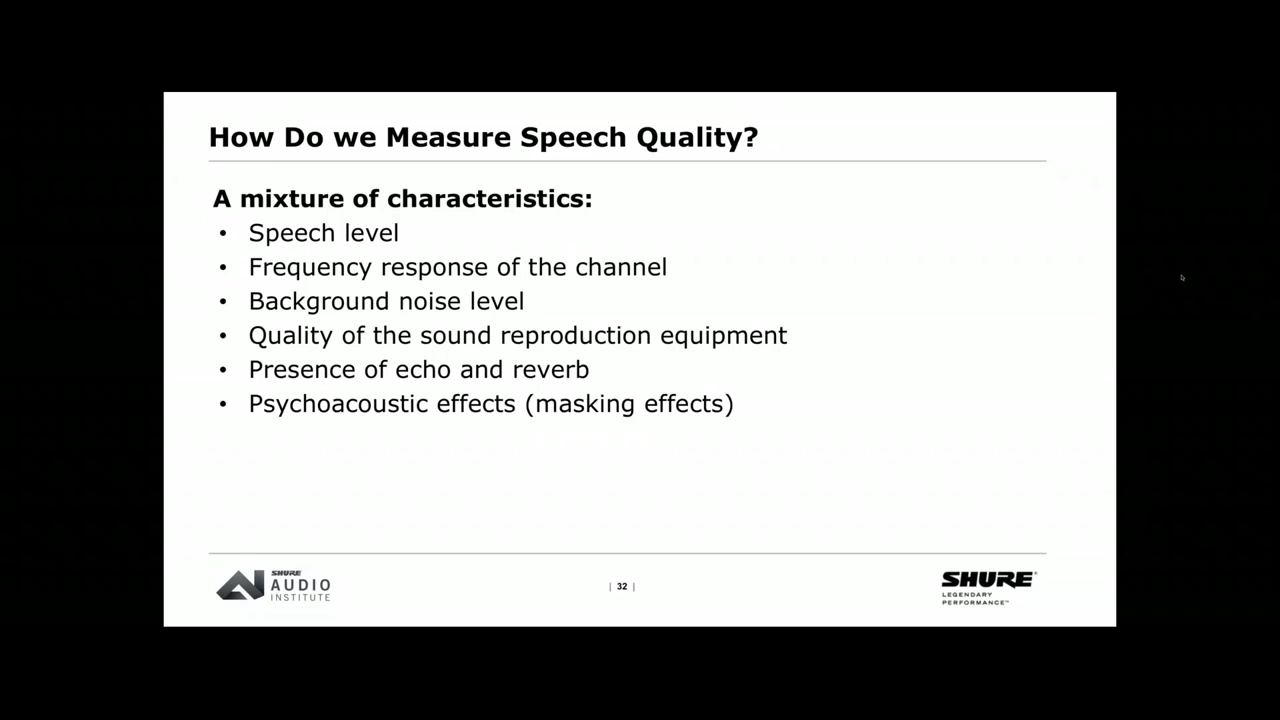 How Do we Measure Speech Quality?
A mixture of characteristics:
• Speech level
• Frequency response of the channel
• Background noise level
• Quality of the sound reproduction equipment
• Presence of echo and reverb
• Psychoacoustic effects (masking effects)
SHURE
AUDIO
INSTITUTE
| 32 |
SHURE®
LEGENDARY
PERFORMANCE™